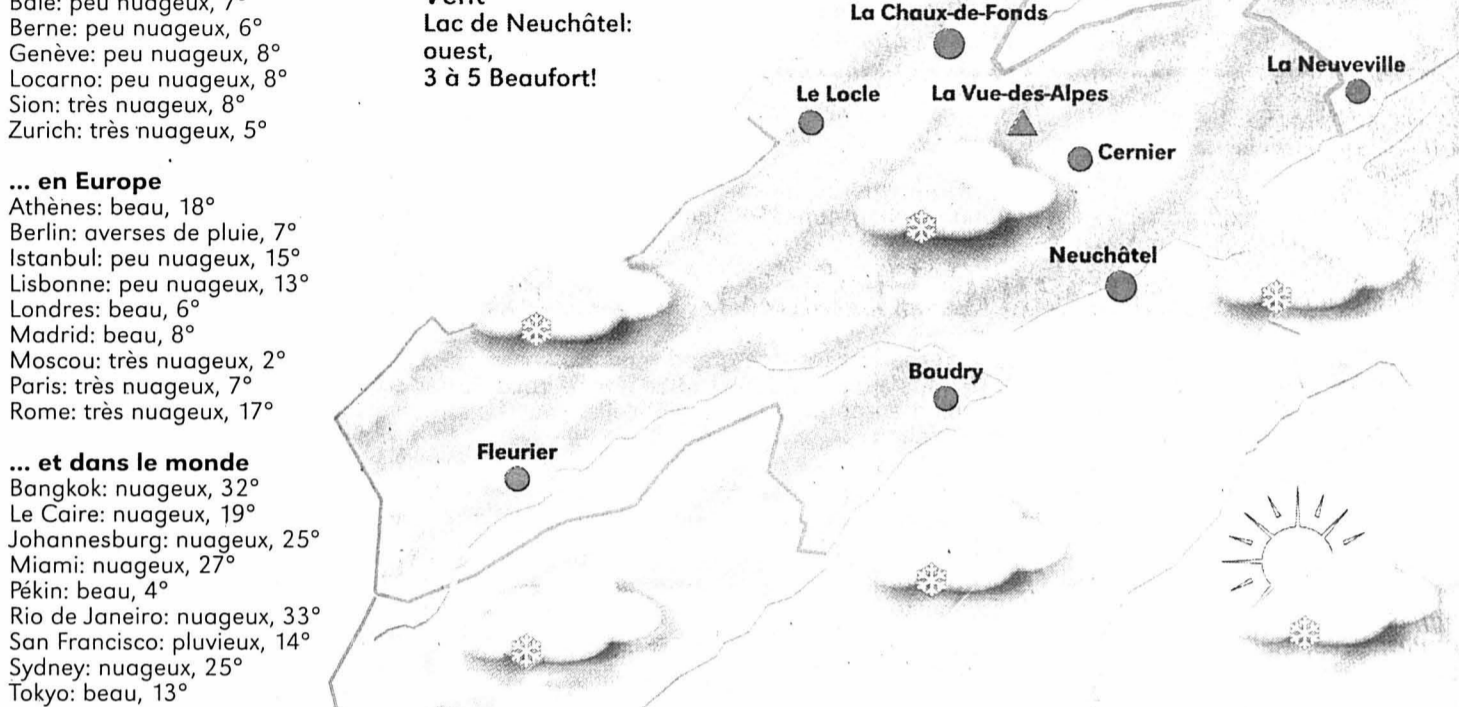 Bâle: peu nuageux, 7°
Berne: peu nuageux, 6°
Genève: peu nuageux, 8°
Locarno: peu nuageux, 8°
Sion: très nuageux, 8°
Zurich: très nuageux, 5°
... en Europe
Athènes: beau, 18°
Berlin: averses de pluie, 7°
Istanbul: peu nuageux, 15°
Lisbonne: peu nuageux, 13°
Londres: beau, 6°
Madrid: beau, 8°
Moscou: très nuageux, 2°
Paris: très nuageux, 7°
Rome: très nuageux, 17°
... et dans le monde
Bangkok: nuageux, 32°
Le Caire: nuageux, 19°
Johannesburg: nuageux, 25°
Miami: nuageux, 27°
Pékin: beau, 4°
Rio de Janeiro: nuageux, 33°
San Francisco: pluvieux, 14°
Sydney: nuageux, 25°
Tokyo: beau, 13°
Vent
Lac de Neuchâtel:
ouest,
3 à 5 Beaufort!
La Chaux-de-Fonds
La Neuveville
Le Locle
La Vue-des-Alpes
Cernier
Neuchâtel
Boudry
Fleurier